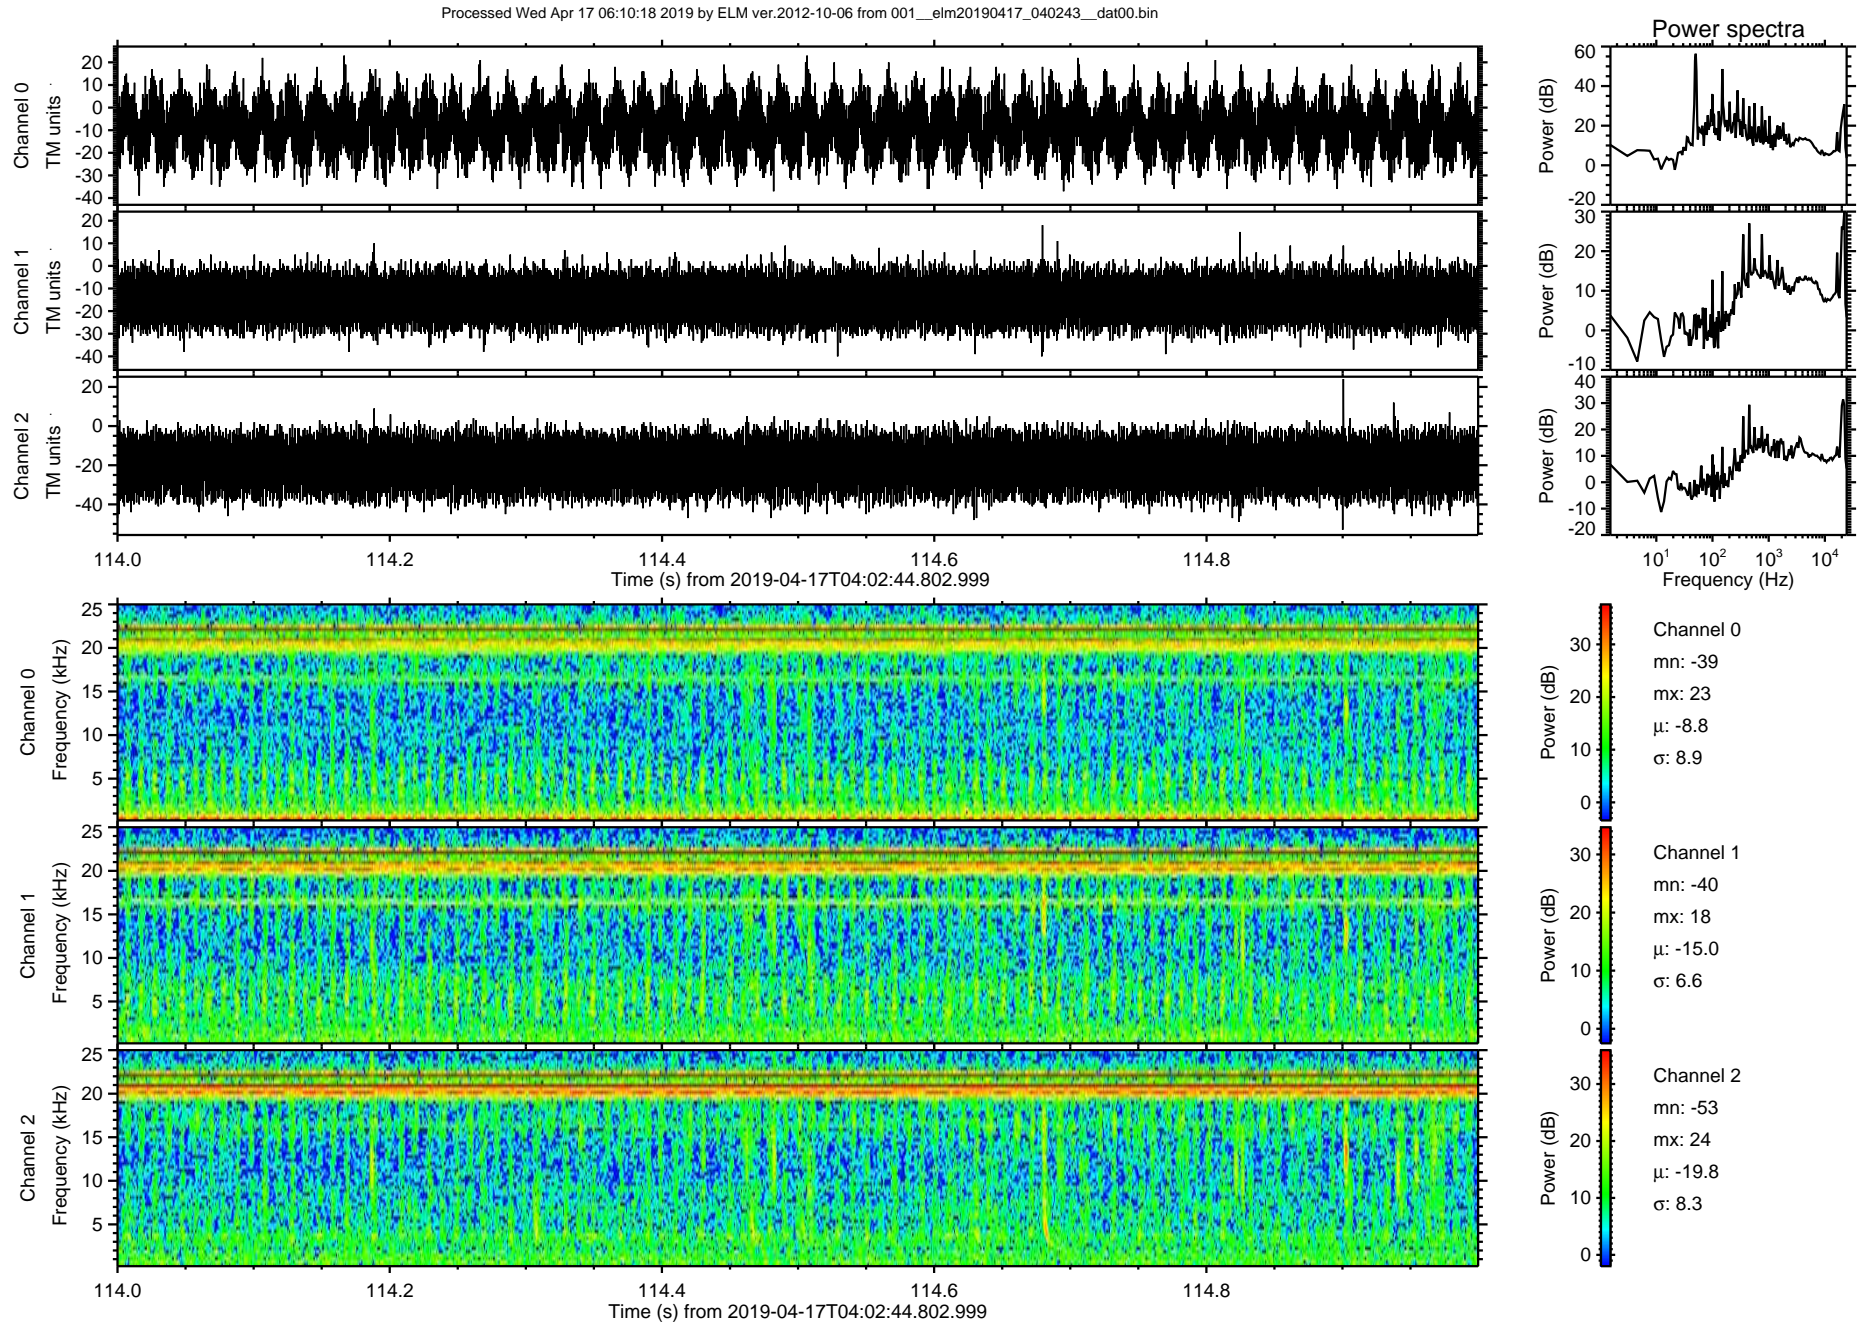 Processed Wed Apr 17 06:10:18 2019 by ELM ver.2012-10-06 from 001__elm20190417_040243__dat00.bin
Power spectra
Channel 0
TM units
20
10
0
-10
-20
-30
-40
Power (dB)
60
40
20
0
-20
Channel 1
TM units
20
10
0
-10
-20
-30
-40
Power (dB)
30
20
10
0
-10
Channel 2
TM units
20
0
-20
-40
Power (dB)
40
30
20
10
0
-10
-20
114.0 114.2 114.4 114.6 114.8
Time (s) from 2019-04-17T04:02:44.802.999
10¹ 10² 10³ 10⁴
Frequency (Hz)
Channel 0
Frequency (kHz)
25
20
15
10
5
Power (dB)
30
20
10
0
Channel 0
mn: -39
mx: 23
µ: -8.8
σ: 8.9
Channel 1
Frequency (kHz)
25
20
15
10
5
Power (dB)
30
20
10
0
Channel 1
mn: -40
mx: 18
µ: -15.0
σ: 6.6
Channel 2
Frequency (kHz)
25
20
15
10
5
Power (dB)
30
20
10
0
Channel 2
mn: -53
mx: 24
µ: -19.8
σ: 8.3
114.0 114.2 114.4 114.6 114.8
Time (s) from 2019-04-17T04:02:44.802.999